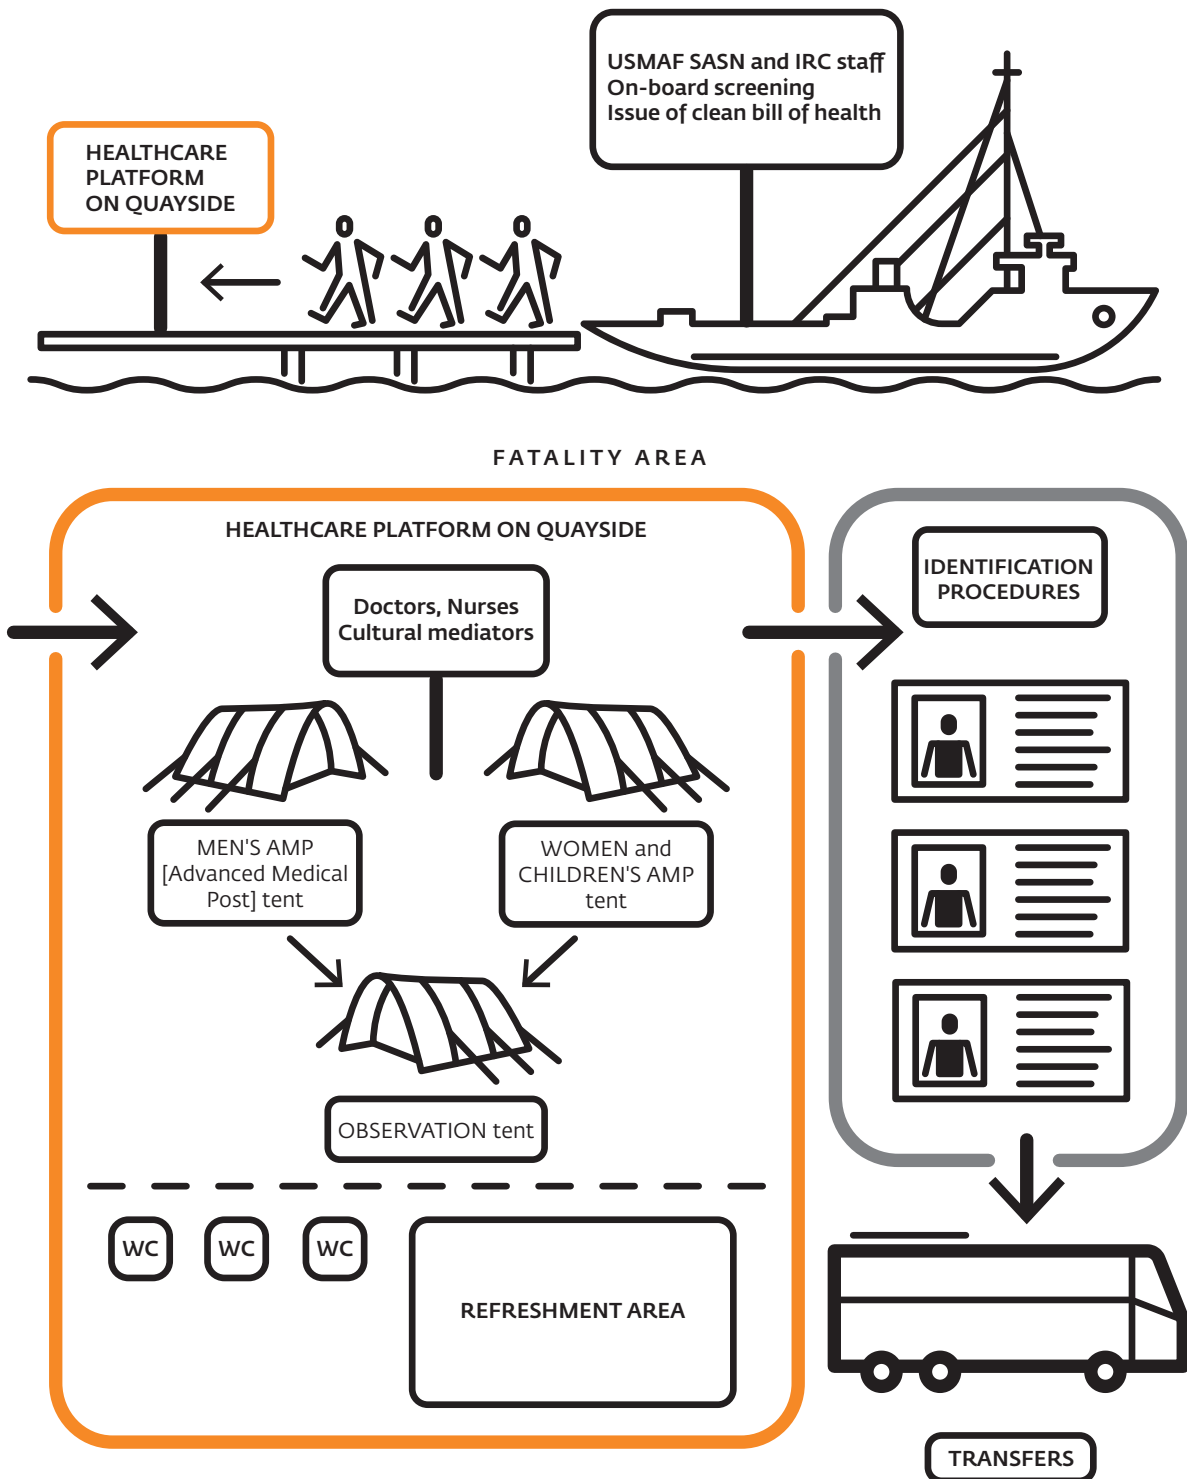 USMAF SASN and IRC staff
On-board screening
Issue of clean bill of health
HEALTHCARE
PLATFORM
ON QUAYSIDE
FATALITY AREA
HEALTHCARE PLATFORM ON QUAYSIDE
Doctors, Nurses
Cultural mediators
MEN'S AMP
[Advanced Medical
Post] tent
WOMEN and
CHILDREN'S AMP
tent
OBSERVATION tent
WC
WC
WC
REFRESHMENT AREA
IDENTIFICATION
PROCEDURES
TRANSFERS